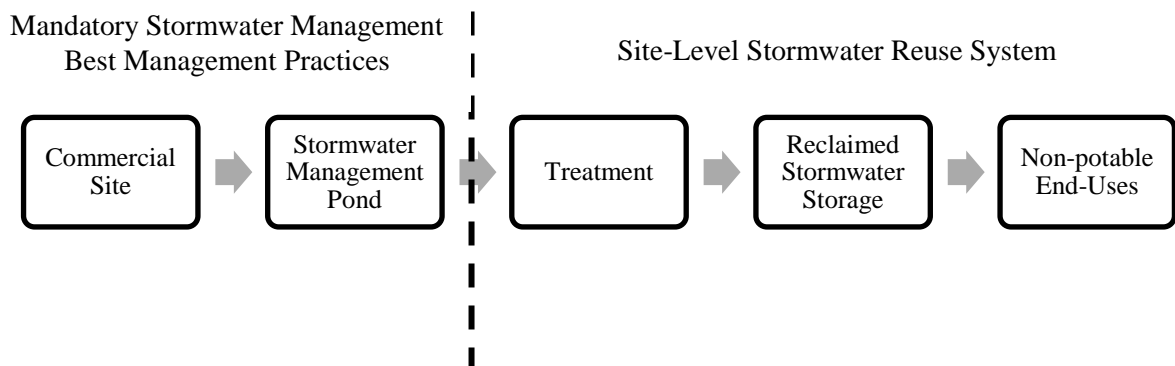 Mandatory Stormwater Management
Best Management Practices
Site-Level Stormwater Reuse System
Commercial
Site
Stormwater
Management
Pond
Treatment
Reclaimed
Stormwater
Storage
Non-potable
End-Uses